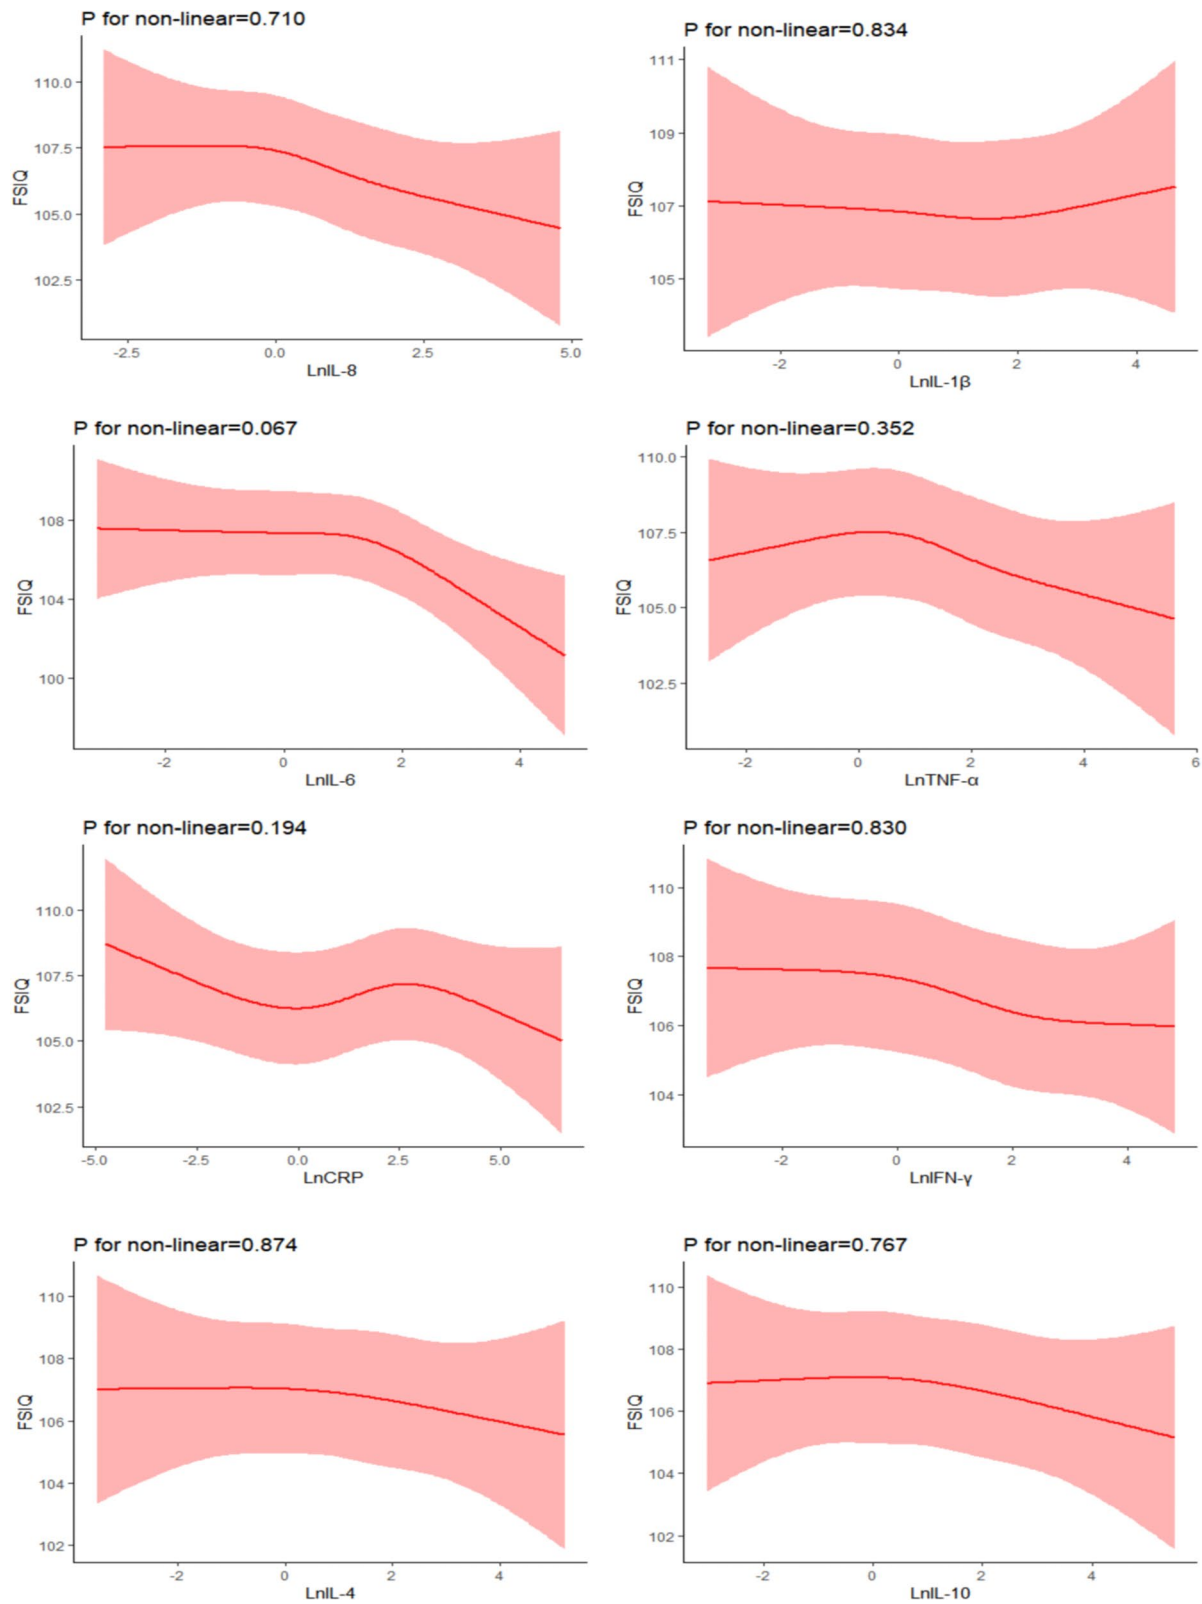 P for non-linear=0.710
110.0
107.5
105.0
102.5
FSIQ
-2.5 0.0 2.5 5.0
LnIL-8
P for non-linear=0.834
111
109
107
105
FSIQ
-2 0 2 4
LnIL-1β
P for non-linear=0.067
108
104
100
FSIQ
-2 0 2 4
LnIL-6
P for non-linear=0.352
110.0
107.5
105.0
102.5
FSIQ
-2 0 2 4 6
LnTNF-α
P for non-linear=0.194
110.0
107.5
105.0
102.5
FSIQ
-5.0 -2.5 0.0 2.5 5.0
LnCRP
P for non-linear=0.830
110
108
106
104
FSIQ
-2 0 2 4
LnIFN-γ
P for non-linear=0.874
110
108
106
104
102
FSIQ
-2 0 2 4
LnIL-4
P for non-linear=0.767
110
108
106
104
102
FSIQ
-2 0 2 4
LnIL-10